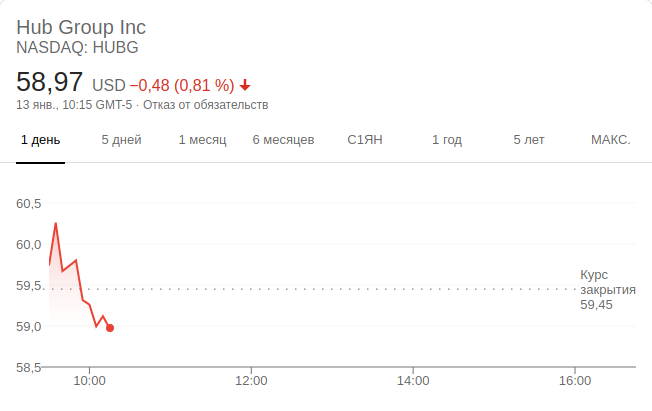 Hub Group Inc
NASDAQ: HUBG
58,97 USD −0,48 (0,81 %)
13 янв., 10:15 GMT-5 · Отказ от обязательств
1 день 5 дней 1 месяц 6 месяцев С1ЯН 1 год 5 лет МАКС.
60,5
60,0
59,5
59,0
58,5
Курс
закрытия
59,45
10:00 12:00 14:00 16:00